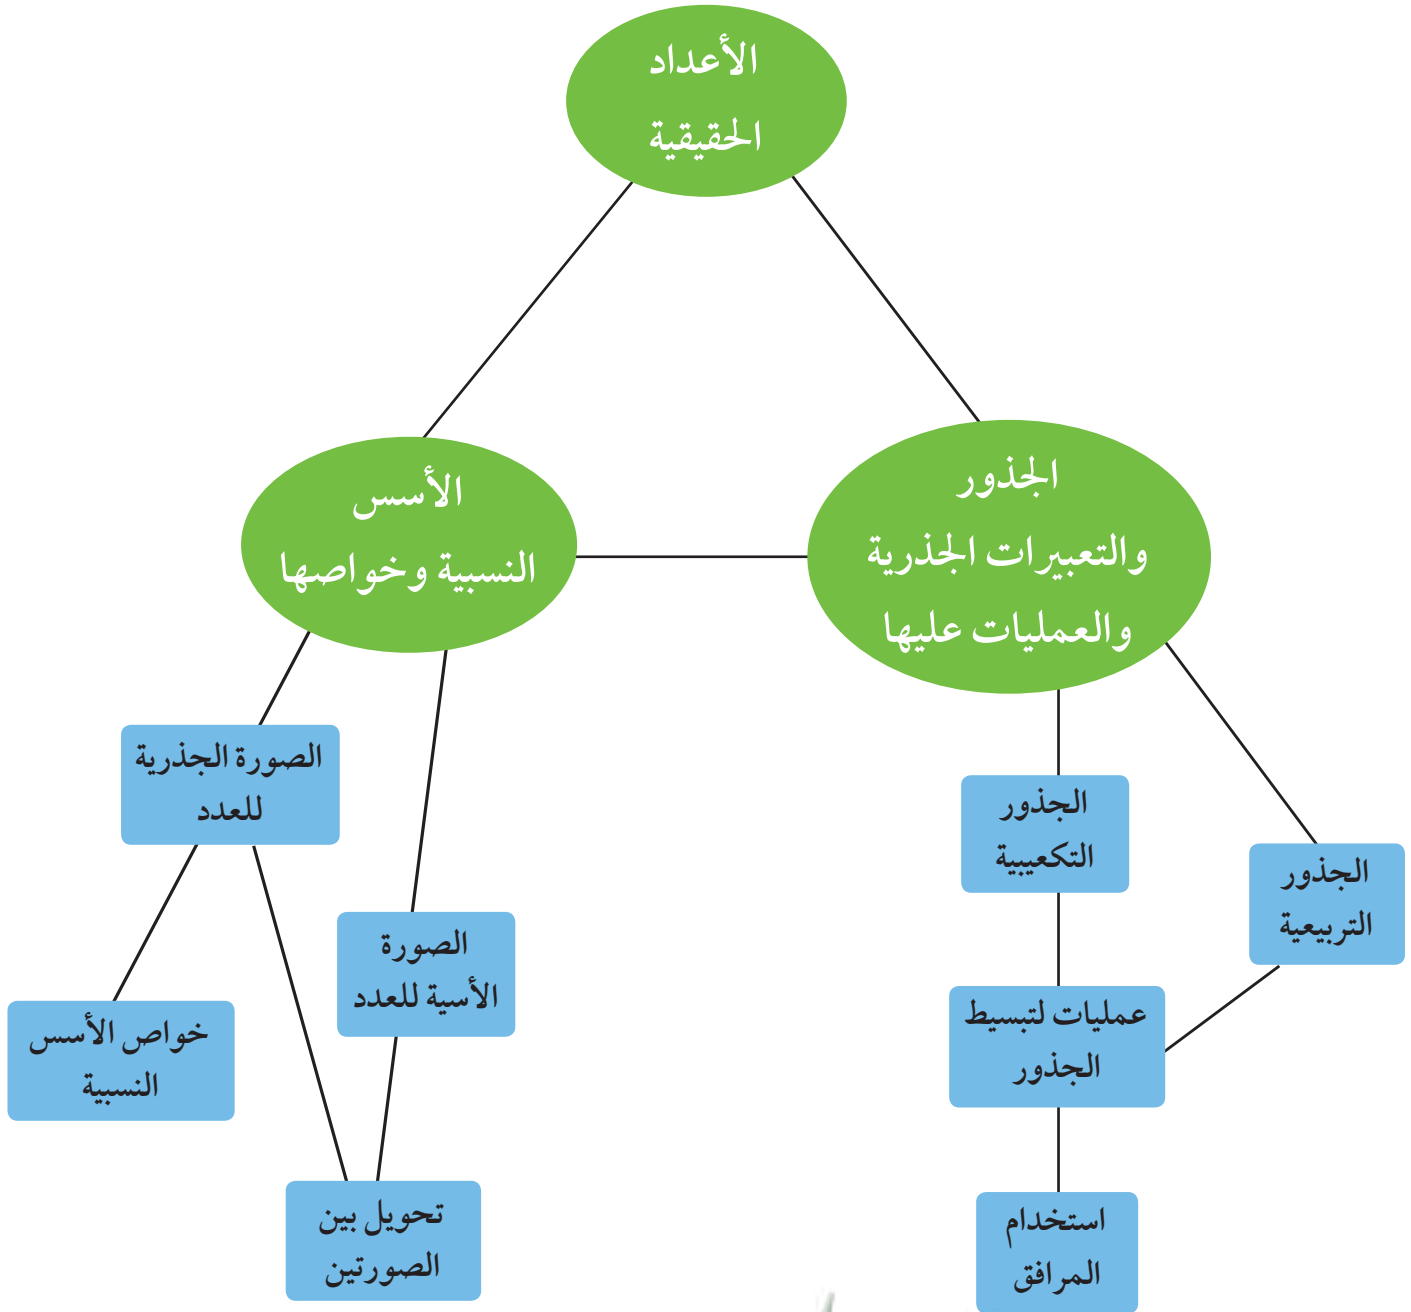 الأعداد
الحقيقية
الجذور
والتعبيرات الجذرية
والعمليات عليها
الأسس
النسبية وخواصها
الصورة الجذرية
للعدد
الجذور
التكعيبية
الجذور
التربيعية
الصورة
الأسية للعدد
عمليات لتبسيط
الجذور
خواص الأسس
النسبية
استخدام
المرافق
تحويل بين
الصورتين